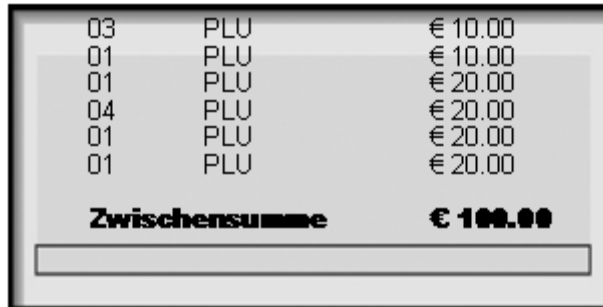 03 PLU € 10.00
01 PLU € 10.00
01 PLU € 20.00
04 PLU € 20.00
01 PLU € 20.00
01 PLU € 20.00
Zwischensumme € 100.00